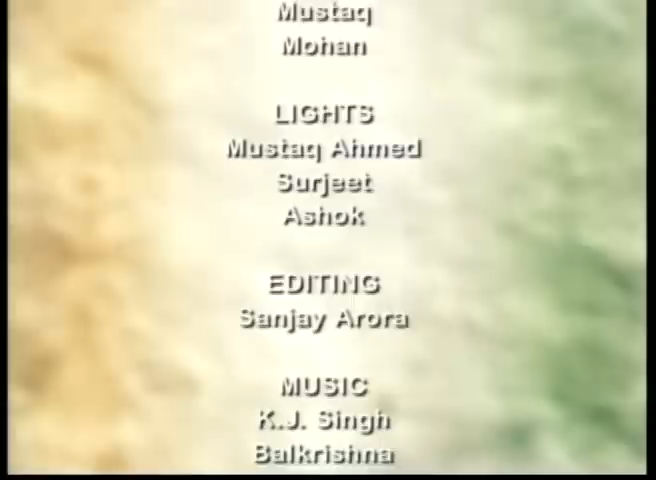 Mustaq
Mohan
LIGHTS
Mustaq Ahmed
Surjeet
Ashok
EDITING
Sanjay Arora
MUSIC
K.J. Singh
Balkrishna